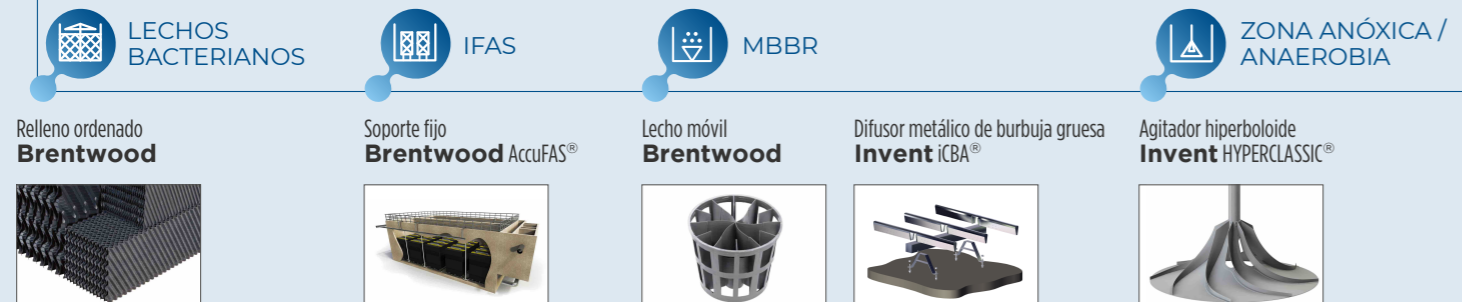 LECHOS
BACTERIANOS
IFAS
MBBR
ZONA ANÓXICA /
ANAEROBIA
Relleno ordenado
Brentwood
Soporte fijo
Brentwood AccuFAS®
Lecho móvil
Brentwood
Difusor metálico de burbuja gruesa
Invent iCBA®
Agitador hiperboloide
Invent HYPERCLASSIC®